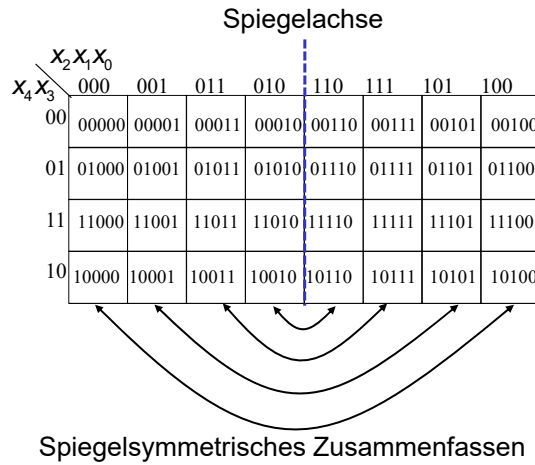 Spiegelachse
x₂x₁x₀
x₄x₃ 000 001 011 010 110 111 101 100
00 00000 00001 00011 00010 00110 00111 00101 00100
01 01000 01001 01011 01010 01110 01111 01101 01100
11 11000 11001 11011 11010 11110 11111 11101 11100
10 10000 10001 10011 10010 10110 10111 10101 10100
Spiegelsymmetrisches Zusammenfassen